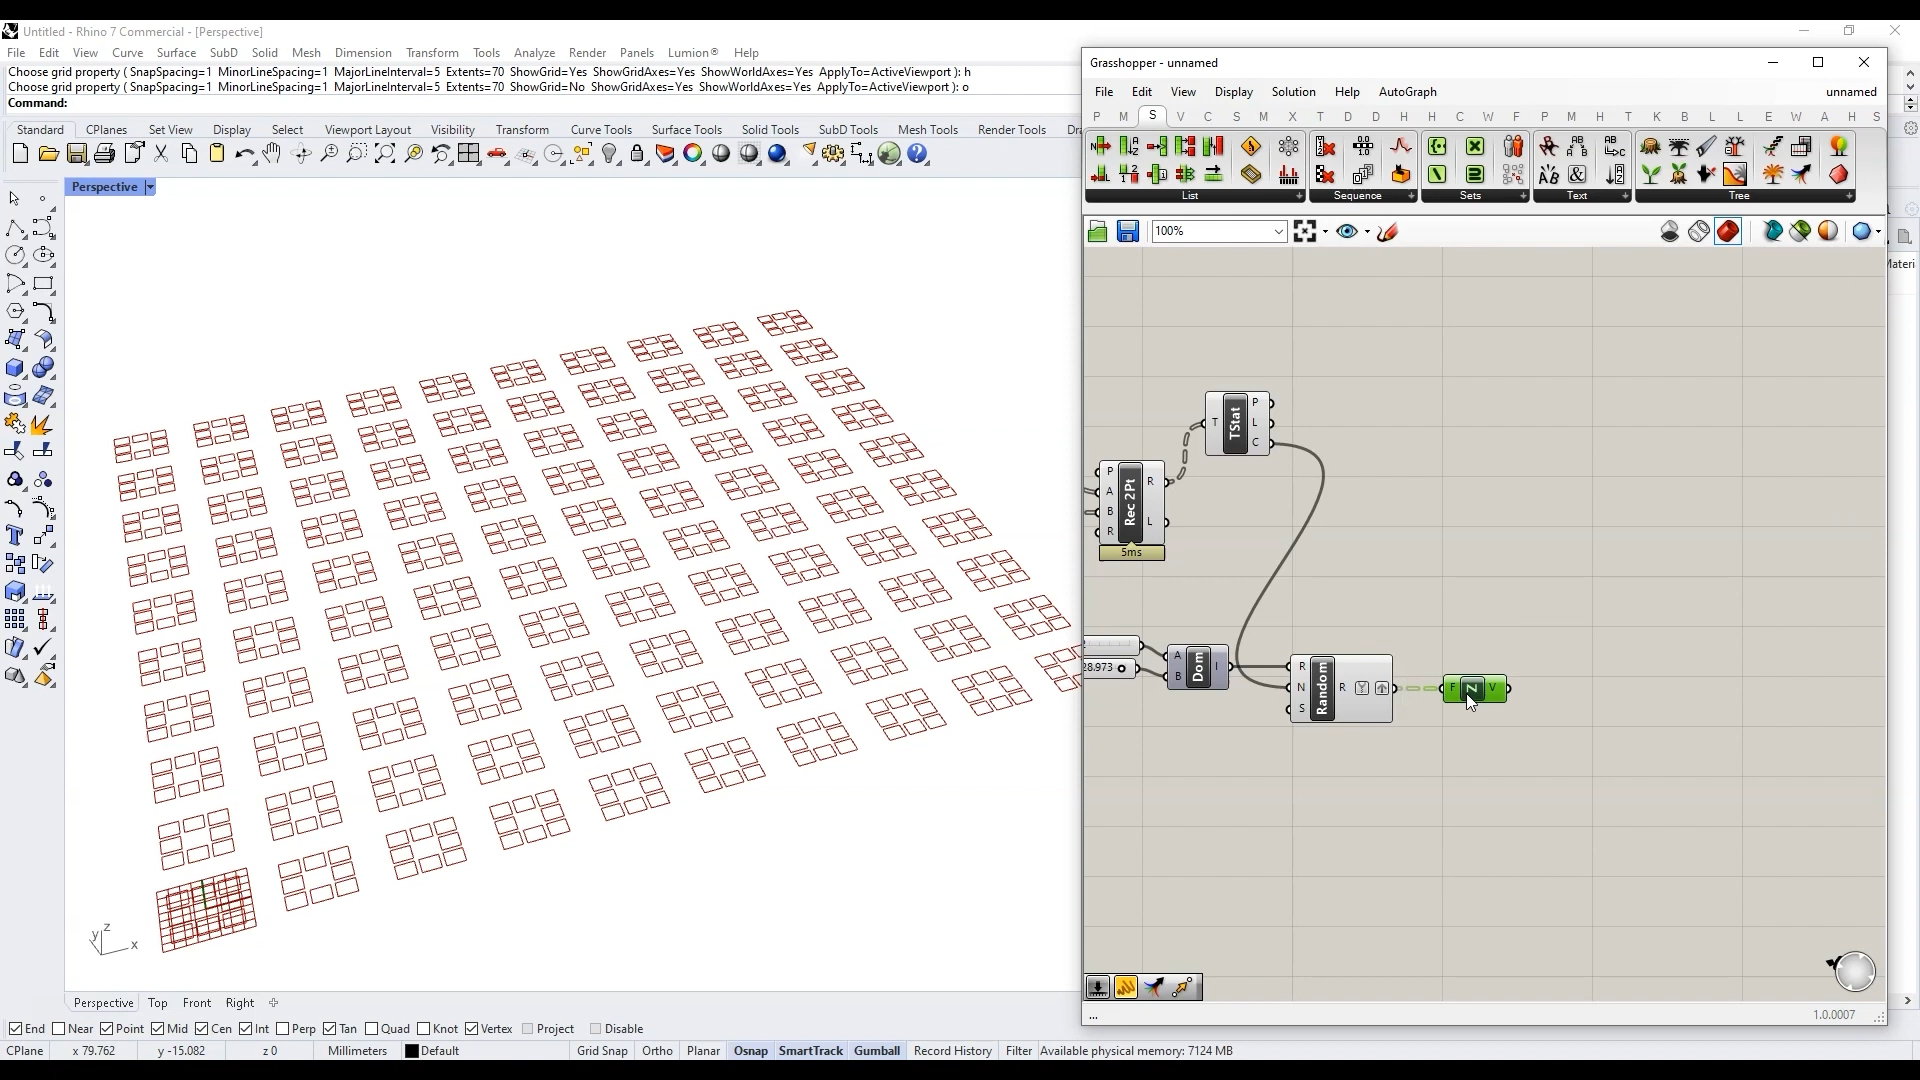 Untitled - Rhino 7 Commercial - [Perspective]
File Edit View Curve Surface SubD Solid Mesh Dimension Transform Tools Analyze Render Panels Lumion® Help
Choose grid property ( SnapSpacing=1 MinorLineSpacing=1 MajorLineInterval=5 Extents=70 ShowGrid=Yes ShowGridAxes=Yes ShowWorldAxes=Yes ApplyTo=ActiveViewport ): h
Choose grid property ( SnapSpacing=1 MinorLineSpacing=1 MajorLineInterval=5 Extents=70 ShowGrid=No ShowGridAxes=Yes ShowWorldAxes=Yes ApplyTo=ActiveViewport ): o
Command:
Standard CPlanes Set View Display Select Viewport Layout Visibility Transform Curve Tools Surface Tools Solid Tools SubD Tools Mesh Tools Render Tools Dra
Perspective
Grasshopper - unnamed
File Edit View Display Solution Help AutoGraph unnamed
P M S V C S M X T D D H H C W F P M H T K B L L E W A H S
List Sequence Sets Text Tree
100%
Materi
T TStat P L C
P A B R Rec 2 Pt R L
5ms
28.973
A B Dom I
R N S Random R
F N V
y z x
Perspective Top Front Right
End Near Point Mid Cen Int Perp Tan Quad Knot Vertex Project Disable
... 1.0.0007
CPlane x 79.762 y -15.082 z 0 Millimeters Default Grid Snap Ortho Planar Osnap SmartTrack Gumball Record History Filter Available physical memory: 7124 MB